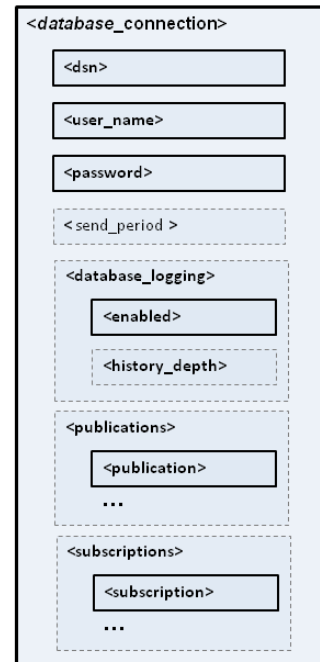 <database_connection>
<dsn>
<user_name>
<password>
< send_period >
<database_logging>
<enabled>
<history_depth>
<publications>
<publication>
...
<subscriptions>
<subscription>
...